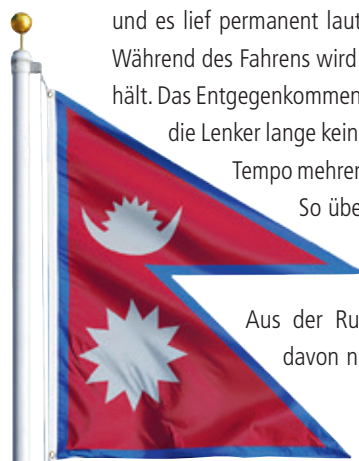 und es lief permanent laut
Während des Fahrens wird
hält. Das Entgegenkommen
die Lenker lange kein
Tempo mehren
So übe
Aus der Ru
davon n